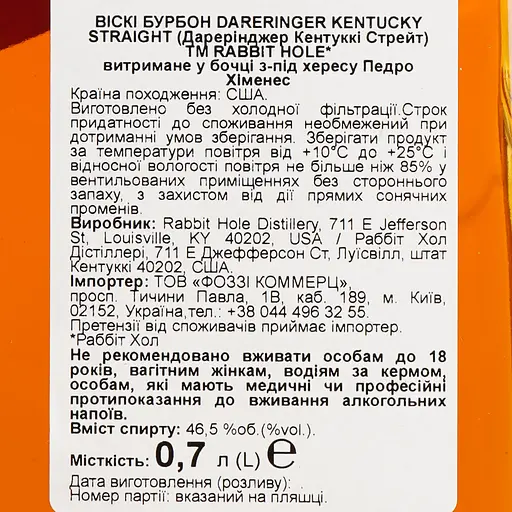 ВІСКІ БУРБОН DARERINGER KENTUCKY
STRAIGHT (Дарерінджер Кентуккі Стрейт)
ТМ RABBIT HOLE*
витримане у бочці з-під хересу Педро
Хіменес
Країна походження: США.
Виготовлено без холодної фільтрації.Строк
придатності до споживання необмежений при
дотриманні умов зберігання. Зберігати продукт
за температури повітря від +10°С до +25°С і
відносної вологості повітря не більше ніж 85% у
вентильованих приміщеннях без стороннього
запаху, з захистом від дії прямих сонячних
променів.
Виробник: Rabbit Hole Distillery, 711 E Jefferson
St, Louisville, KY 40202, USA / Раббіт Хол
Дістіллері, 711 Е Джефферсон Ст, Луїсвілл, штат
Кентуккі 40202, США.
Імпортер: ТОВ «ФОЗЗІ КОММЕРЦ»,
просп. Тичини Павла, 1В, каб. 189, м. Київ,
02152, Україна,тел.: +38 044 496 32 55.
Претензії від споживачів приймає імпортер.
*Раббіт Хол
Не рекомендовано вживати особам до 18
років, вагітним жінкам, водіям за кермом,
особам, які мають медичні чи професійні
протипоказання до вживання алкогольних
напоїв.
Вміст спирту: 46,5 %об.(%vol.).
Місткість: 0,7 л (L) ℮
Дата виготовлення (розливу):
Номер партії: вказаний на пляшці.